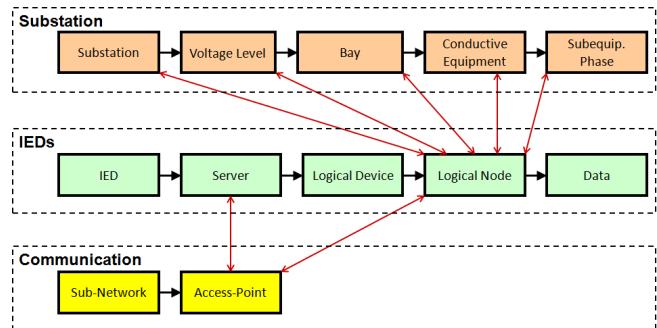 Substation
Substation
Voltage Level
Bay
Conductive
Equipment
Subequip.
Phase
IEDs
IED
Server
Logical Device
Logical Node
Data
Communication
Sub-Network
Access-Point